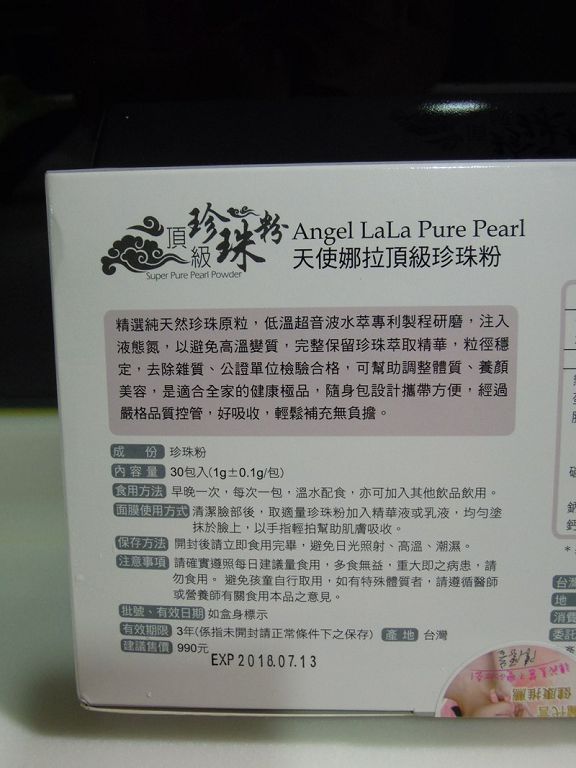 頂級珍珠粉
Super Pure Pearl Powder
Angel LaLa Pure Pearl
天使娜拉頂級珍珠粉
精選純天然珍珠原粒，低溫超音波水萃專利製程研磨，注入
液態氮，以避免高溫變質，完整保留珍珠萃取精華，粒徑穩
定，去除雜質、公證單位檢驗合格，可幫助調整體質、養顏
美容，是適合全家的健康極品，隨身包設計攜帶方便，經過
嚴格品質控管，好吸收，輕鬆補充無負擔。
成份 珍珠粉
內容量 30包入(1g±0.1g/包)
食用方法 早晚一次，每次一包，溫水配食，亦可加入其他飲品飲用。
面膜使用方式 清潔臉部後，取適量珍珠粉加入精華液或乳液，均勻塗
抹於臉上，以手指輕拍幫助肌膚吸收。
保存方法 開封後請立即食用完畢，避免日光照射、高溫、潮濕。
注意事項 請確實遵照每日建議量食用，多食無益，重大即之病患，請
勿食用。 避免孩童自行取用，如有特殊體質者，請遵循醫師
或營養師有關食用本品之意見。
批號、有效日期 如盒身標示
有效期限 3年(係指未開封請正常條件下之保存) 產地 台灣
建議售價 990元
EXP 2018.07.13
台灣
地
消費
委託
健康推薦
代言